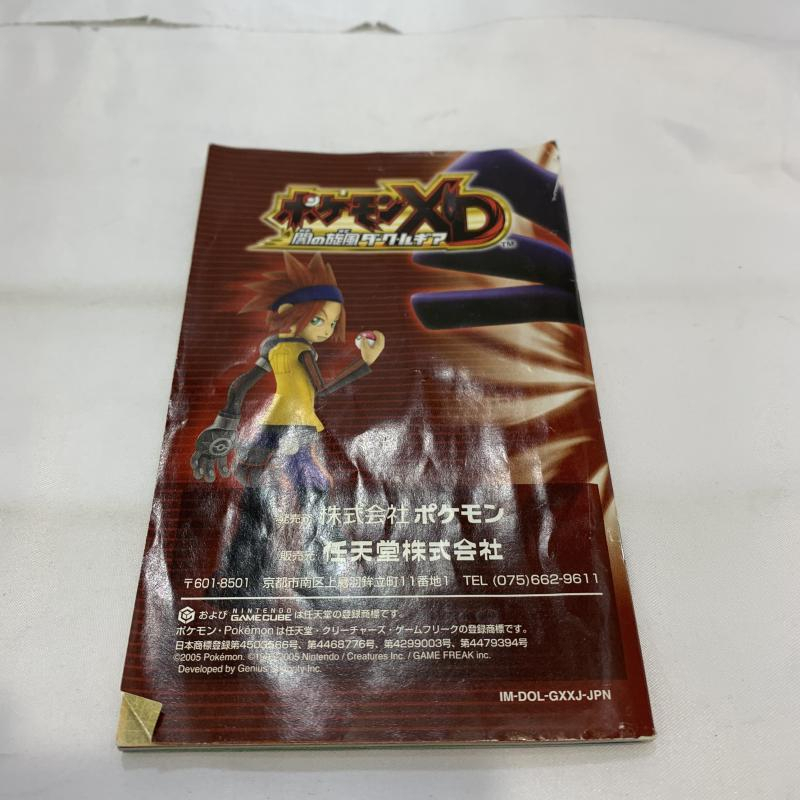 ポケモンXD TM
闇の旋風ダーク・ルギア
発売元 株式会社 ポケモン
販売元 任天堂株式会社
〒601-8501 京都市南区上鳥羽鉾立町11番地1 TEL (075)662-9611
および NINTENDO GAMECUBE は任天堂の登録商標です。
ポケモン・Pokémon は任天堂・クリーチャーズ・ゲームフリークの登録商標です。
日本商標登録第4503566号、第4468776号、第4299003号、第4479394号
©2005 Pokémon. ©1995-2005 Nintendo / Creatures Inc. / GAME FREAK inc.
Developed by Genius Sonority Inc.
IM-DOL-GXXJ-JPN